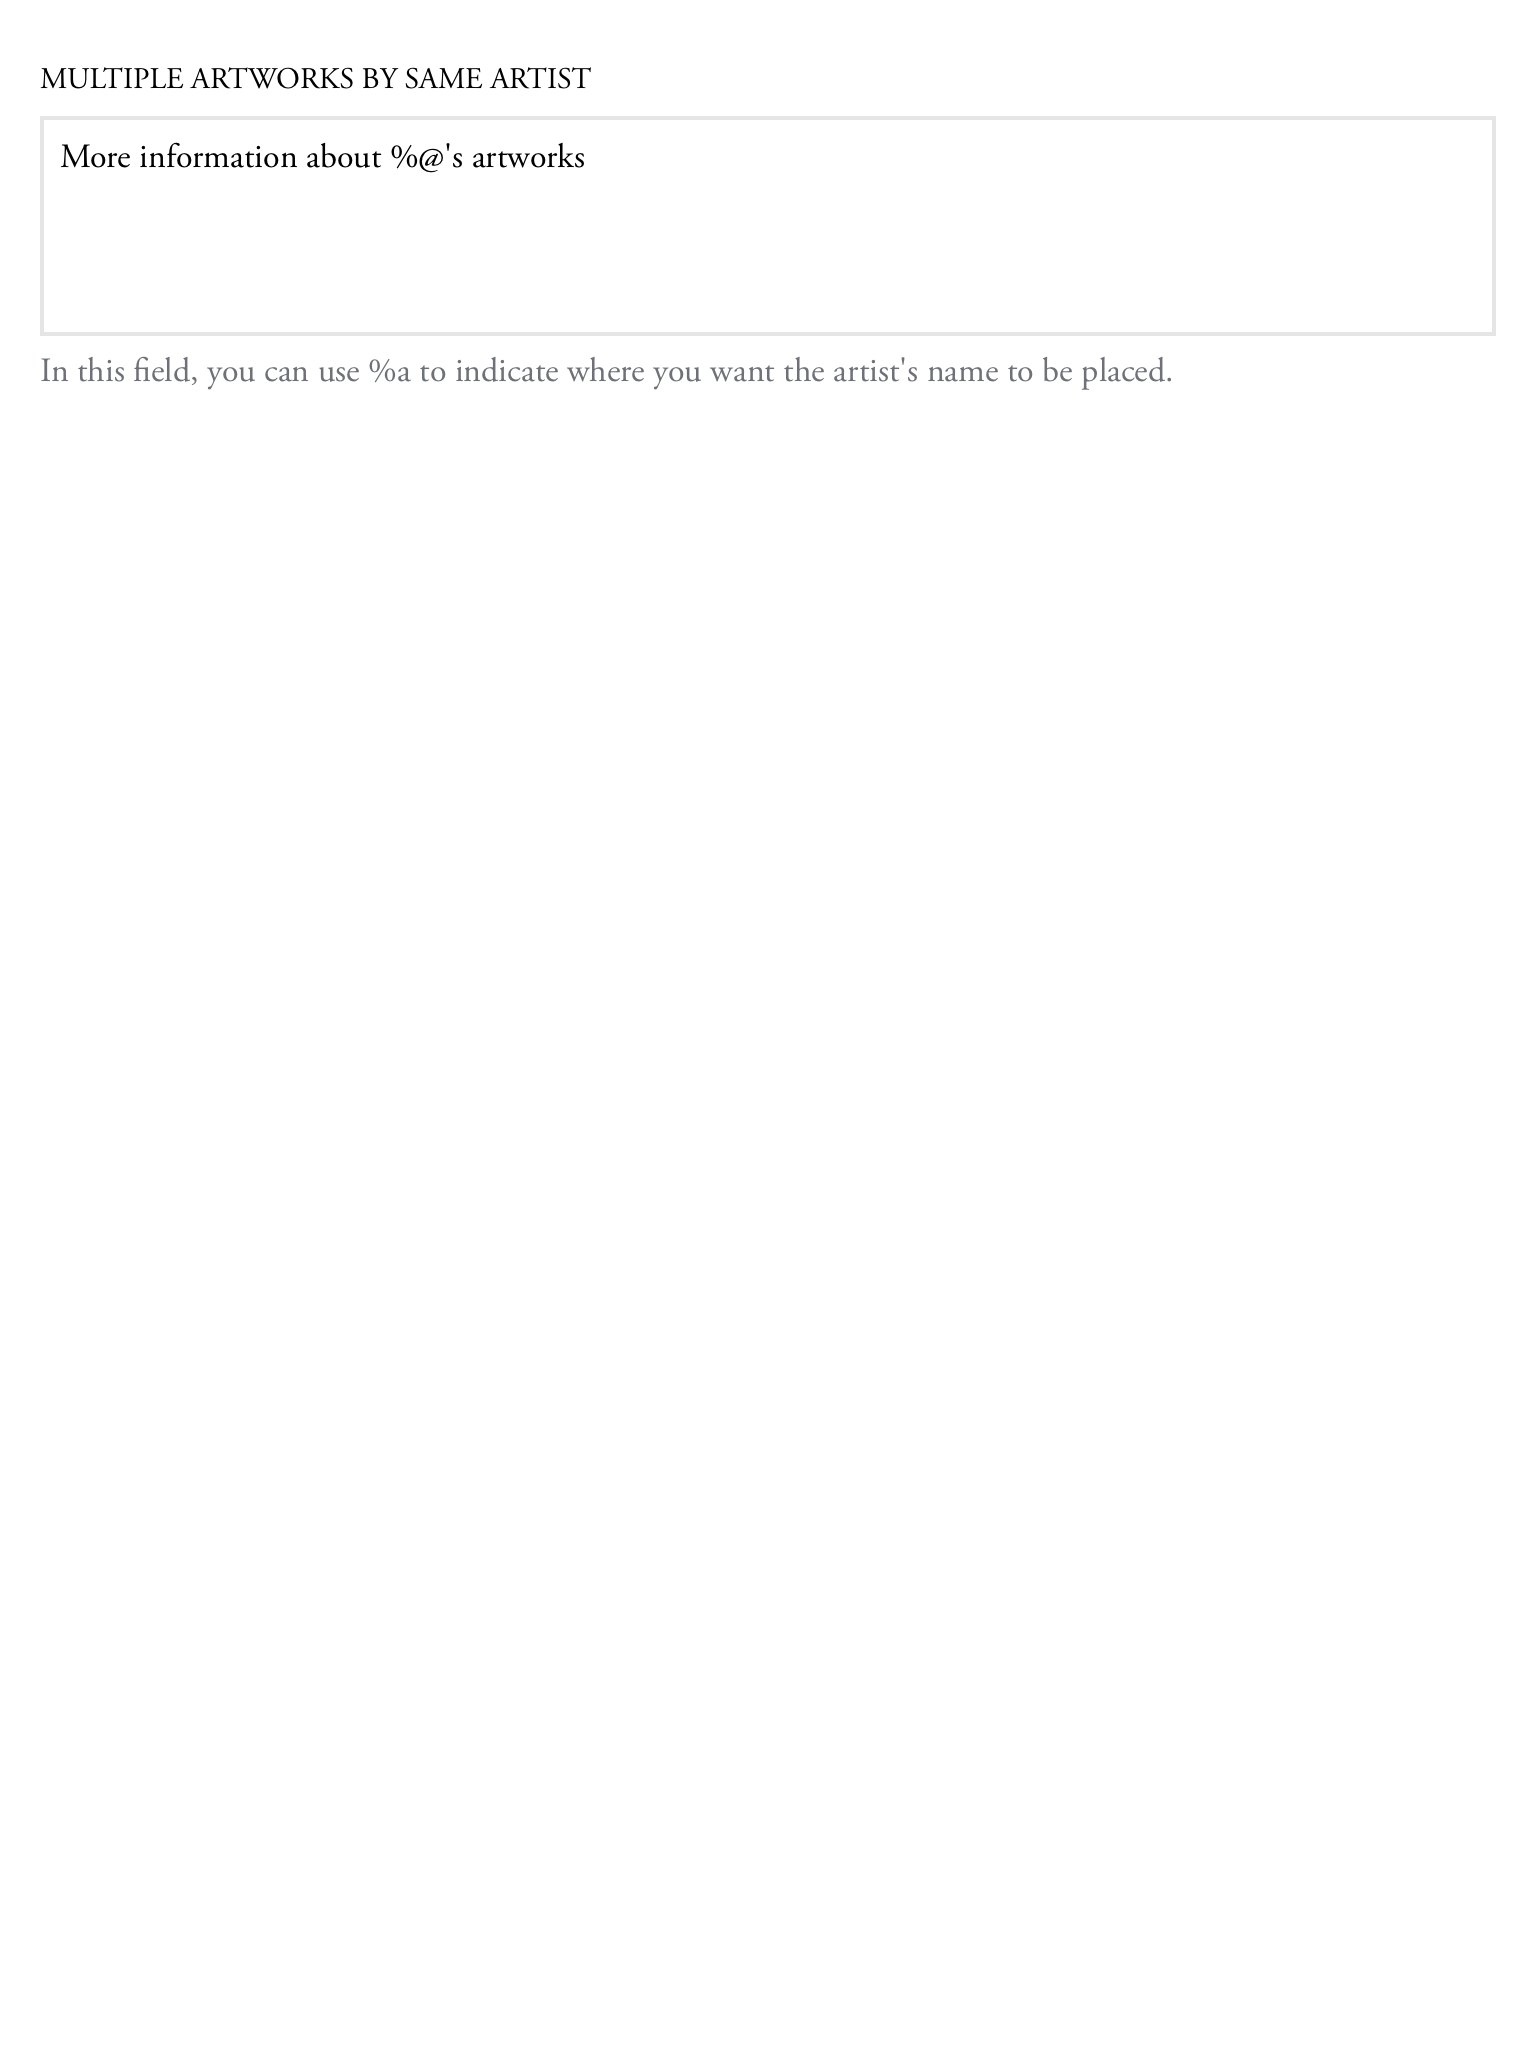 MULTIPLE ARTWORKS BY SAME ARTIST
More information about %@'s artworks
In this field, you can use %a to indicate where you want the artist's name to be placed.